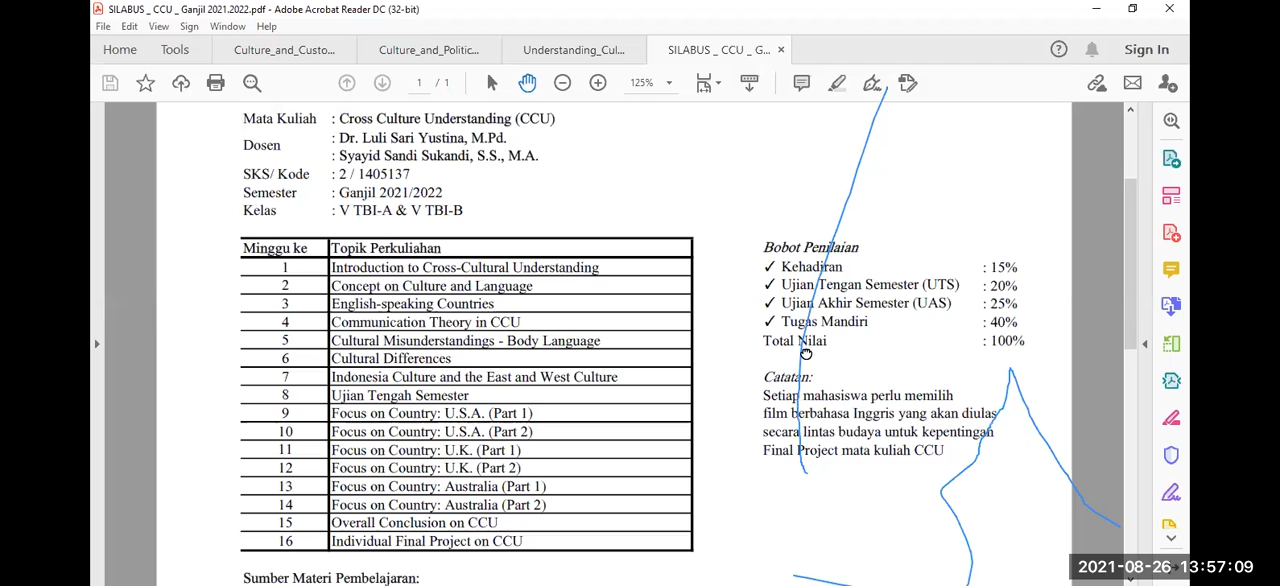 SILABUS _ CCU _ Ganjil 2021.2022.pdf - Adobe Acrobat Reader DC (32-bit)
File Edit View Sign Window Help
Home Tools Culture_and_Custo... Culture_and_Politic... Understanding_Cul... SILABUS _ CCU _ G... × Sign In
1 / 1 125%
Mata Kuliah : Cross Culture Understanding (CCU)
Dosen : Dr. Luli Sari Yustina, M.Pd.
: Syayid Sandi Sukandi, S.S., M.A.
SKS/ Kode : 2 / 1405137
Semester : Ganjil 2021/2022
Kelas : V TBI-A & V TBI-B
Minggu ke Topik Perkuliahan
1 Introduction to Cross-Cultural Understanding
2 Concept on Culture and Language
3 English-speaking Countries
4 Communication Theory in CCU
5 Cultural Misunderstandings - Body Language
6 Cultural Differences
7 Indonesia Culture and the East and West Culture
8 Ujian Tengah Semester
9 Focus on Country: U.S.A. (Part 1)
10 Focus on Country: U.S.A. (Part 2)
11 Focus on Country: U.K. (Part 1)
12 Focus on Country: U.K. (Part 2)
13 Focus on Country: Australia (Part 1)
14 Focus on Country: Australia (Part 2)
15 Overall Conclusion on CCU
16 Individual Final Project on CCU
Sumber Materi Pembelajaran:
Bobot Penilaian
✓ Kehadiran : 15%
✓ Ujian Tengan Semester (UTS) : 20%
✓ Ujian Akhir Semester (UAS) : 25%
✓ Tugas Mandiri : 40%
Total Nilai : 100%
Catatan:
Setiap mahasiswa perlu memilih
film berbahasa Inggris yang akan diulas
secara lintas budaya untuk kepentingan
Final Project mata kuliah CCU
2021-08-26 13:57:09